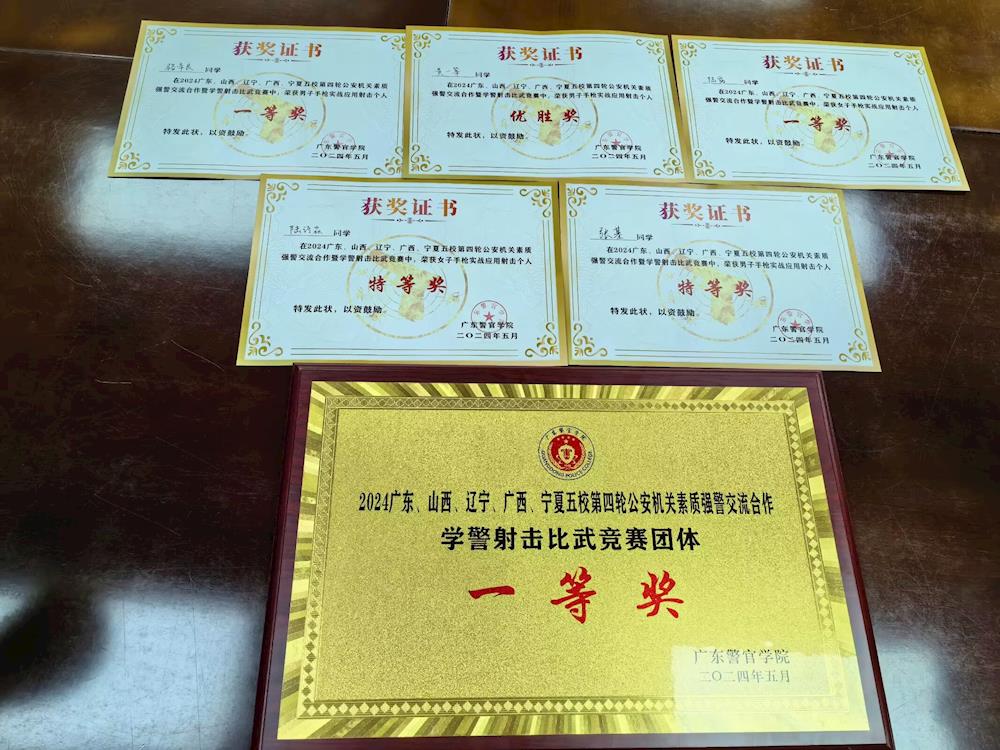 获奖证书
同学
在2024广东、山西、辽宁、广西、宁夏五校第四轮公安机关素质
强警交流合作暨学警射击比武竞赛中，荣获男子手枪实战应用射击个人
一等奖
特发此状，以资鼓励。
广东警官学院
二〇二四年五月
获奖证书
同学
在2024广东、山西、辽宁、广西、宁夏五校第四轮公安机关素质
强警交流合作暨学警射击比武竞赛中，荣获男子手枪实战应用射击个人
优胜奖
特发此状，以资鼓励。
广东警官学院
二〇二四年五月
获奖证书
同学
在2024广东、山西、辽宁、广西、宁夏五校第四轮公安机关素质
强警交流合作暨学警射击比武竞赛中，荣获女子手枪实战应用射击个人
一等奖
特发此状，以资鼓励。
广东警官学院
二〇二四年五月
获奖证书
同学
在2024广东、山西、辽宁、广西、宁夏五校第四轮公安机关素质
强警交流合作暨学警射击比武竞赛中，荣获女子手枪实战应用射击个人
特等奖
特发此状，以资鼓励。
广东警官学院
二〇二四年五月
获奖证书
同学
在2024广东、山西、辽宁、广西、宁夏五校第四轮公安机关素质
强警交流合作暨学警射击比武竞赛中，荣获男子手枪实战应用射击个人
特等奖
特发此状，以资鼓励。
广东警官学院
二〇二四年五月
广东警官学院
GUANGDONG POLICE COLLEGE
2024广东、山西、辽宁、广西、宁夏五校第四轮公安机关素质强警交流合作
学警射击比武竞赛团体
一等奖
广东警官学院
二〇二四年五月